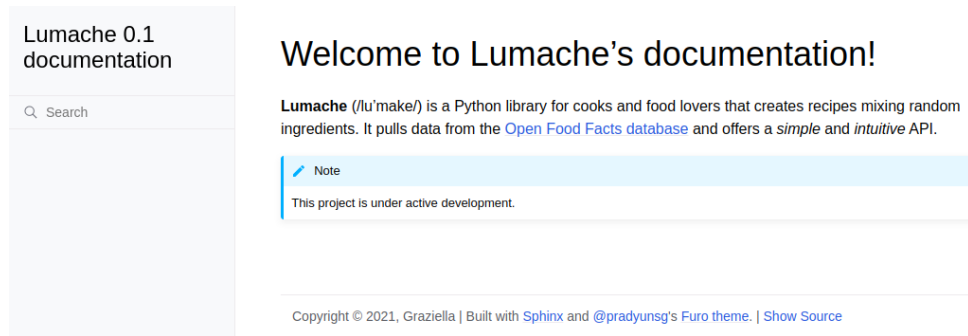 Lumache 0.1
documentation
Search
Welcome to Lumache’s documentation!
Lumache (/lu’make/) is a Python library for cooks and food lovers that creates recipes mixing random
ingredients. It pulls data from the Open Food Facts database and offers a simple and intuitive API.
Note
This project is under active development.
Copyright © 2021, Graziella | Built with Sphinx and @pradyunsg's Furo theme. | Show Source